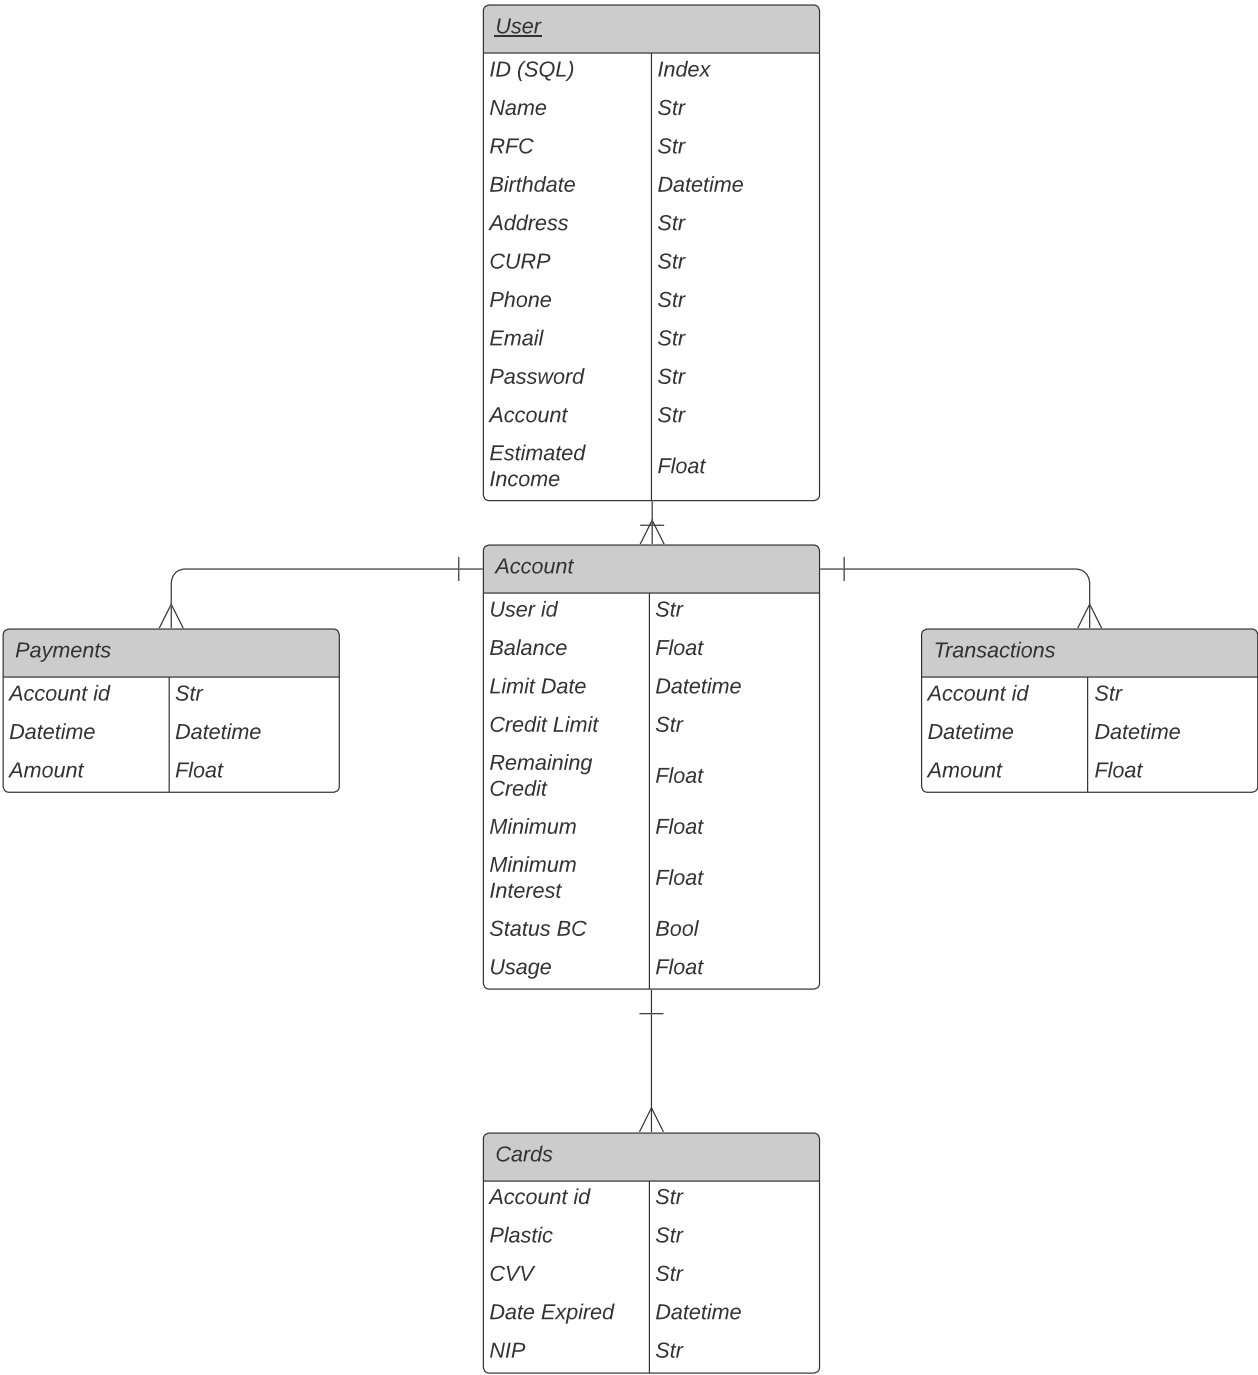 User
ID (SQL) Index
Name Str
RFC Str
Birthdate Datetime
Address Str
CURP Str
Phone Str
Email Str
Password Str
Account Str
Estimated
Income Float
Account
User id Str
Balance Float
Limit Date Datetime
Credit Limit Str
Remaining
Credit Float
Minimum Float
Minimum
Interest Float
Status BC Bool
Usage Float
Payments
Account id Str
Datetime Datetime
Amount Float
Transactions
Account id Str
Datetime Datetime
Amount Float
Cards
Account id Str
Plastic Str
CVV Str
Date Expired Datetime
NIP Str